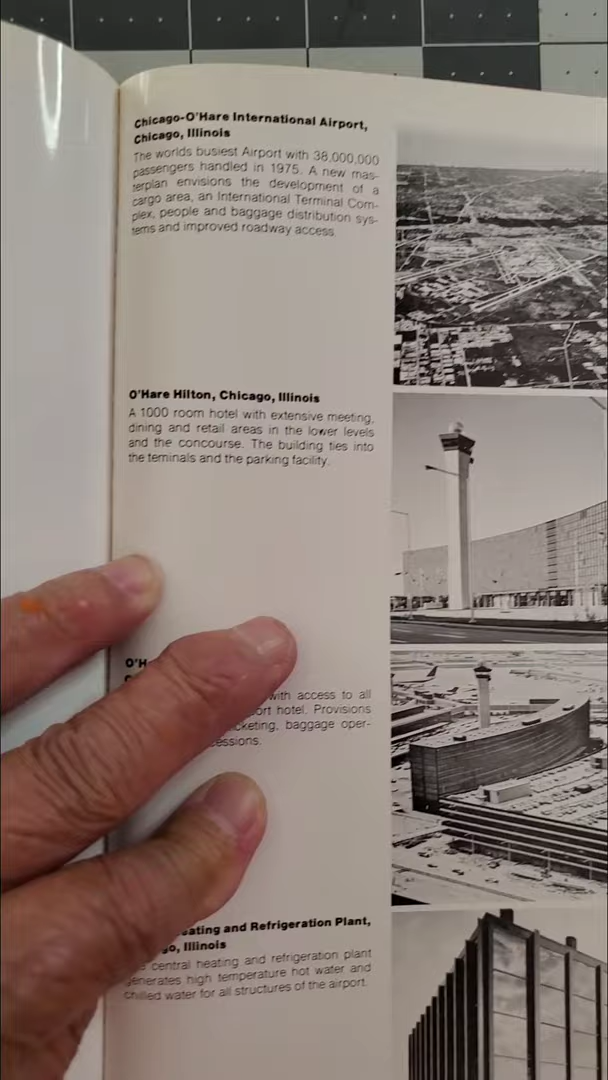 Chicago-O'Hare International Airport,
Chicago, Illinois
The worlds busiest Airport with 38,000,000
passengers handled in 1975. A new mas-
terplan envisions the development of a
cargo area, an International Terminal Com-
plex, people and baggage distribution sys-
tems and improved roadway access.
O'Hare Hilton, Chicago, Illinois
A 1000 room hotel with extensive meeting,
dining and retail areas in the lower levels
and the concourse. The building ties into
the teminals and the parking facility.
with access to all
hotel. Provisions
baggage oper-
and Refrigeration Plant,
Illinois
central heating and refrigeration plant
generates high temperature hot water and
chilled water for all structures of the airport.